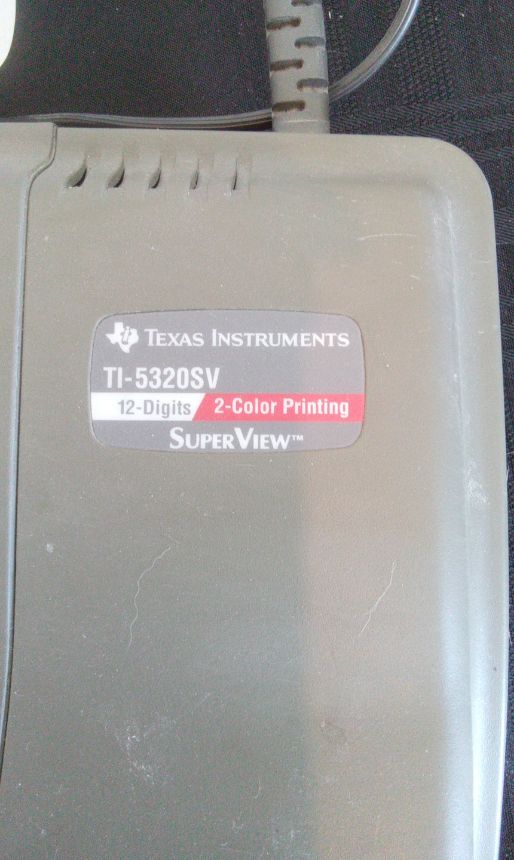 TEXAS INSTRUMENTS
TI-5320SV
12-Digits 2-Color Printing
SUPERVIEW™